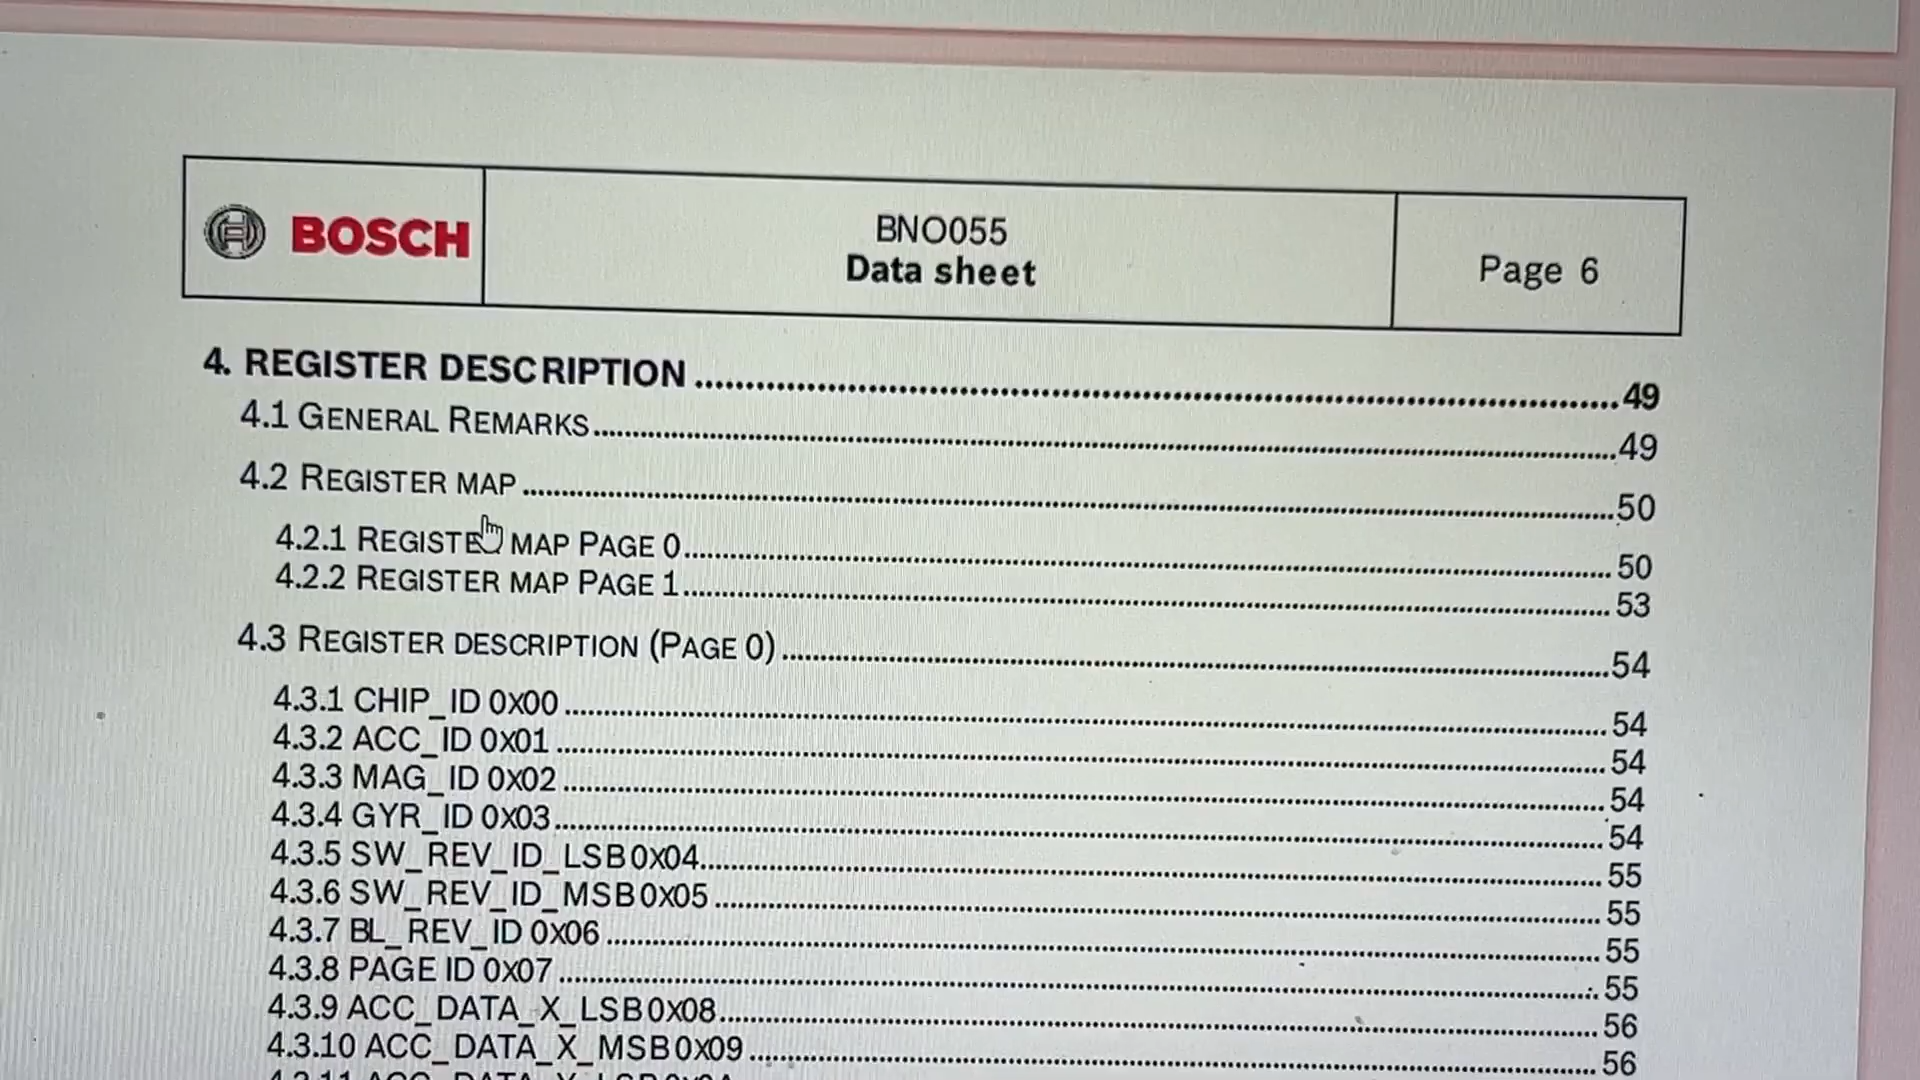 BOSCH
BNO055
Data sheet
Page 6
4. REGISTER DESCRIPTION ........ 49
4.1 GENERAL REMARKS ........ 49
4.2 REGISTER MAP ........ 50
4.2.1 REGISTER MAP PAGE 0 ........ 50
4.2.2 REGISTER MAP PAGE 1 ........ 53
4.3 REGISTER DESCRIPTION (PAGE 0) ........ 54
4.3.1 CHIP_ID 0X00 ........ 54
4.3.2 ACC_ID 0X01 ........ 54
4.3.3 MAG_ID 0X02 ........ 54
4.3.4 GYR_ID 0X03 ........ 54
4.3.5 SW_REV_ID_LSB 0X04 ........ 55
4.3.6 SW_REV_ID_MSB 0X05 ........ 55
4.3.7 BL_REV_ID 0X06 ........ 55
4.3.8 PAGE ID 0X07 ........ 55
4.3.9 ACC_DATA_X_LSB 0X08 ........ 56
4.3.10 ACC_DATA_X_MSB 0X09 ........ 56